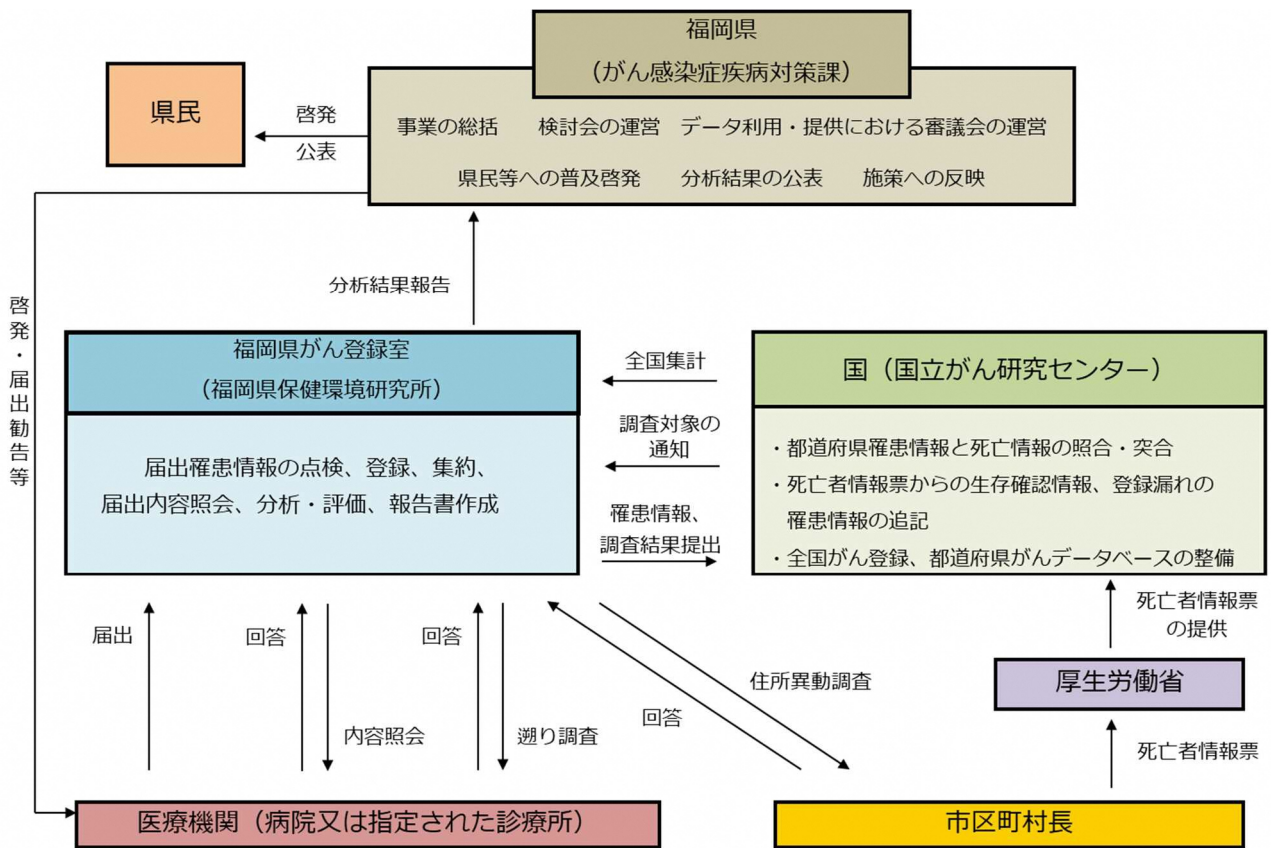 福岡県
（がん感染症疾病対策課）
県民
啓発
公表
事業の総括　検討会の運営　データ利用・提供における審議会の運営
県民等への普及啓発　分析結果の公表　施策への反映
分析結果報告
啓発・届出勧告等
福岡県がん登録室
（福岡県保健環境研究所）
届出罹患情報の点検、登録、集約、
届出内容照会、分析・評価、報告書作成
全国集計
調査対象の
通知
罹患情報、
調査結果提出
国（国立がん研究センター）
・都道府県罹患情報と死亡情報の照合・突合
・死亡者情報票からの生存確認情報、登録漏れの
罹患情報の追記
・全国がん登録、都道府県がんデータベースの整備
届出
回答
内容照会
回答
遡り調査
住所異動調査
回答
死亡者情報票
の提供
厚生労働省
死亡者情報票
医療機関（病院又は指定された診療所）
市区町村長